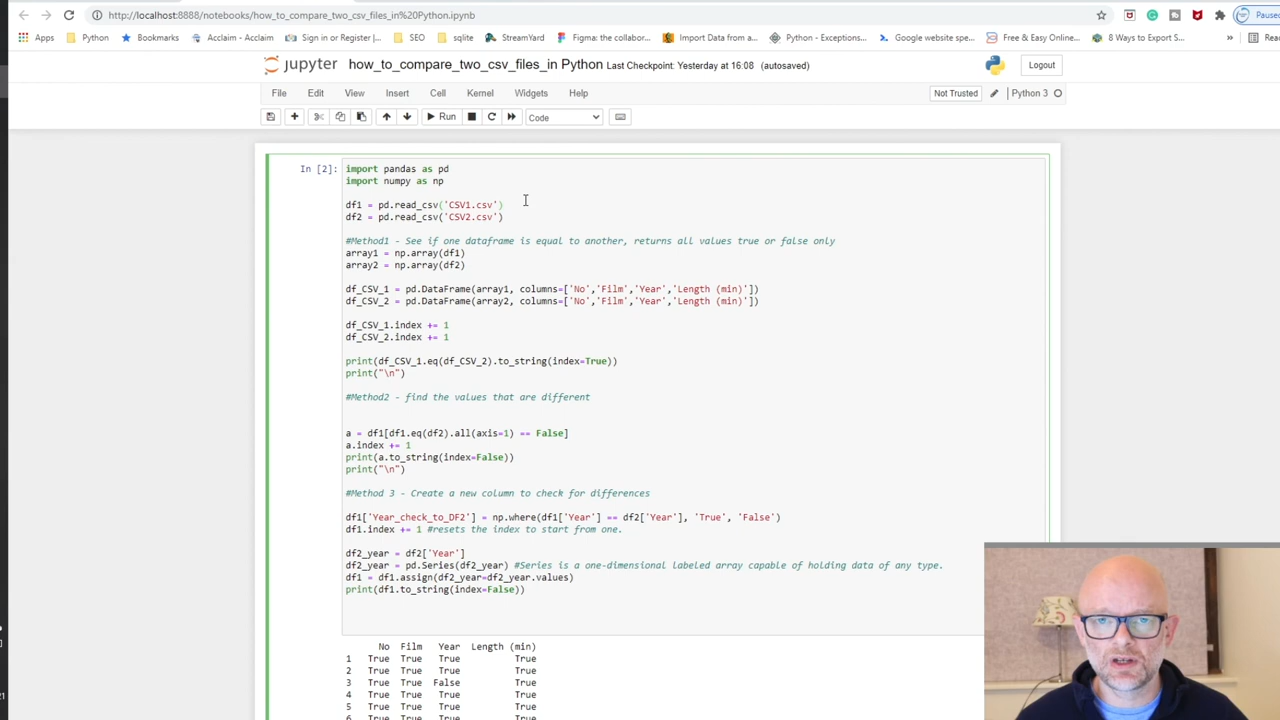 http://localhost:8888/notebooks/how_to_compare_two_csv_files_in%20Python.ipynb
Paused
Apps Python Bookmarks Acclaim - Acclaim Sign in or Register |... SEO sqlite StreamYard Figma: the collabor... Import Data from a... Python - Exceptions... Google website spe... Free & Easy Online... 8 Ways to Export S... »
jupyter how_to_compare_two_csv_files_in Python Last Checkpoint: Yesterday at 16:08 (autosaved) Logout
File Edit View Insert Cell Kernel Widgets Help Not Trusted Python 3
Run Code
In [2]: import pandas as pd
import numpy as np
df1 = pd.read_csv('CSV1.csv')
df2 = pd.read_csv('CSV2.csv')
#Method1 - See if one dataframe is equal to another, returns all values true or false only
array1 = np.array(df1)
array2 = np.array(df2)
df_CSV_1 = pd.DataFrame(array1, columns=['No','Film','Year','Length (min)'])
df_CSV_2 = pd.DataFrame(array2, columns=['No','Film','Year','Length (min)'])
df_CSV_1.index += 1
df_CSV_2.index += 1
print(df_CSV_1.eq(df_CSV_2).to_string(index=True))
print("\n")
#Method2 - find the values that are different
a = df1[df1.eq(df2).all(axis=1) == False]
a.index += 1
print(a.to_string(index=False))
print("\n")
#Method 3 - Create a new column to check for differences
df1['Year_check_to_DF2'] = np.where(df1['Year'] == df2['Year'], 'True', 'False')
df1.index += 1 #resets the index to start from one.
df2_year = df2['Year']
df2_year = pd.Series(df2_year) #Series is a one-dimensional labeled array capable of holding data of any type.
df1 = df1.assign(df2_year=df2_year.values)
print(df1.to_string(index=False))
No Film Year Length (min)
1 True True True True
2 True True True True
3 True True False True
4 True True True True
5 True True True True
6 True True True True